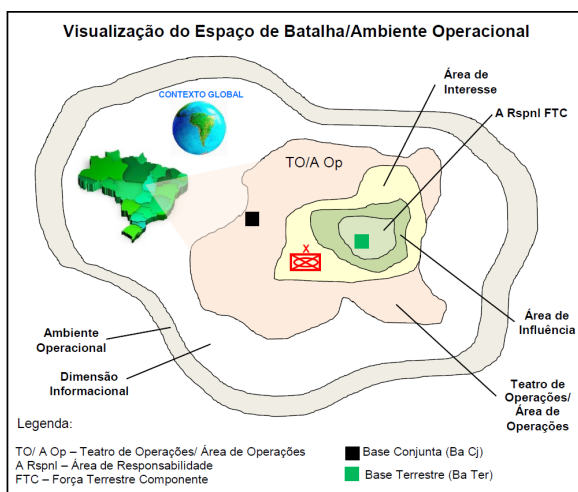 Visualização do Espaço de Batalha/Ambiente Operacional
CONTEXTO GLOBAL
Área de
Interesse
A Rspnl FTC
TO/A Op
X
Ambiente
Operacional
Dimensão
Informacional
Área de
Influência
Teatro de
Operações/
Área de
Operações
Legenda:
TO/ A Op – Teatro de Operações/ Área de Operações
A Rspnl – Área de Responsabilidade
FTC – Força Terrestre Componente
Base Conjunta (Ba Cj)
Base Terrestre (Ba Ter)